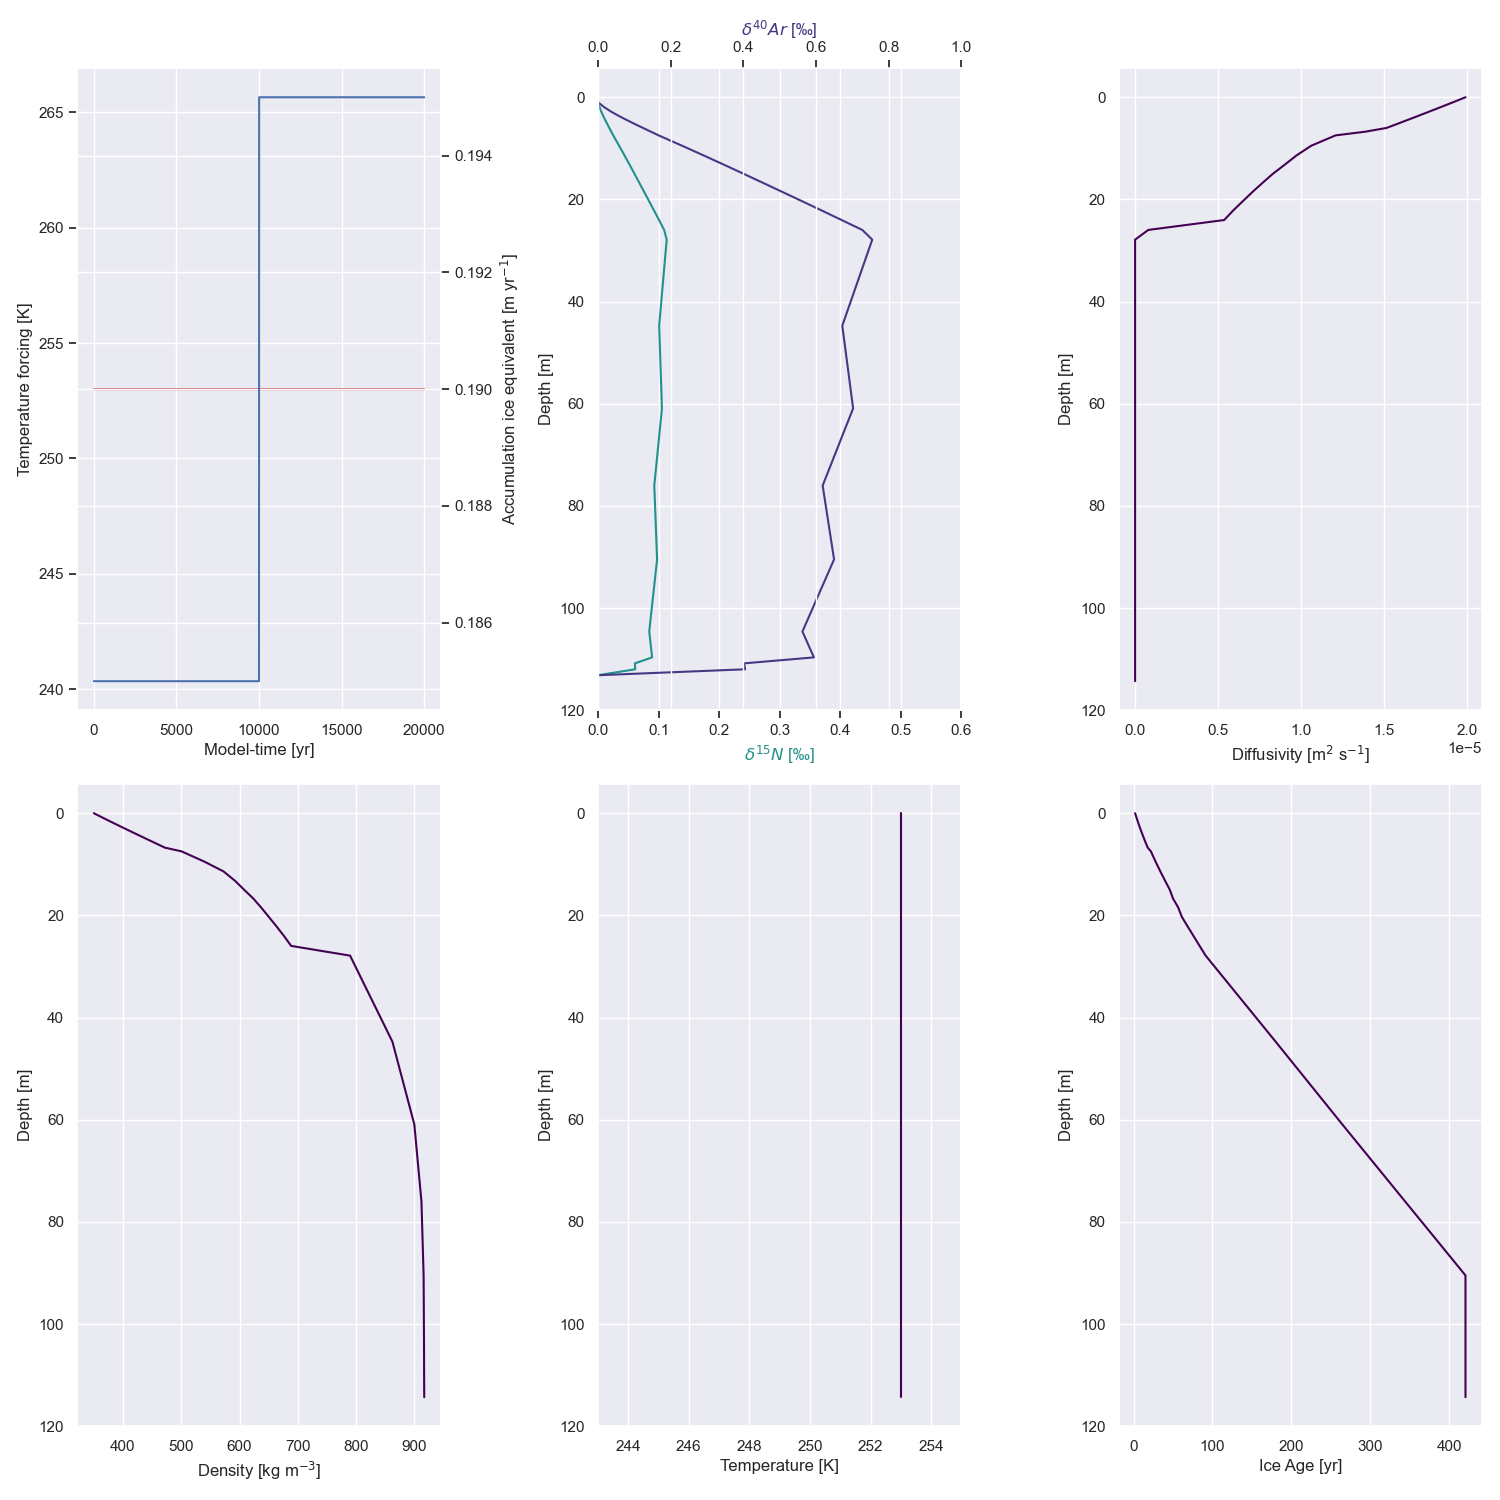 265
260
255
250
245
240
Temperature forcing [K]
0.194
0.192
0.190
0.188
0.186
Accumulation ice equivalent [m yr⁻¹]
0 5000 10000 15000 20000
Model-time [yr]
δ⁴⁰Ar [‰]
0.0 0.2 0.4 0.6 0.8 1.0
0
20
40
60
80
100
120
Depth [m]
0.0 0.1 0.2 0.3 0.4 0.5 0.6
δ¹⁵N [‰]
0
20
40
60
80
100
120
Depth [m]
0.0 0.5 1.0 1.5 2.0
1e−5
Diffusivity [m² s⁻¹]
0
20
40
60
80
100
120
Depth [m]
400 500 600 700 800 900
Density [kg m⁻³]
0
20
40
60
80
100
120
Depth [m]
244 246 248 250 252 254
Temperature [K]
0
20
40
60
80
100
120
Depth [m]
0 100 200 300 400
Ice Age [yr]